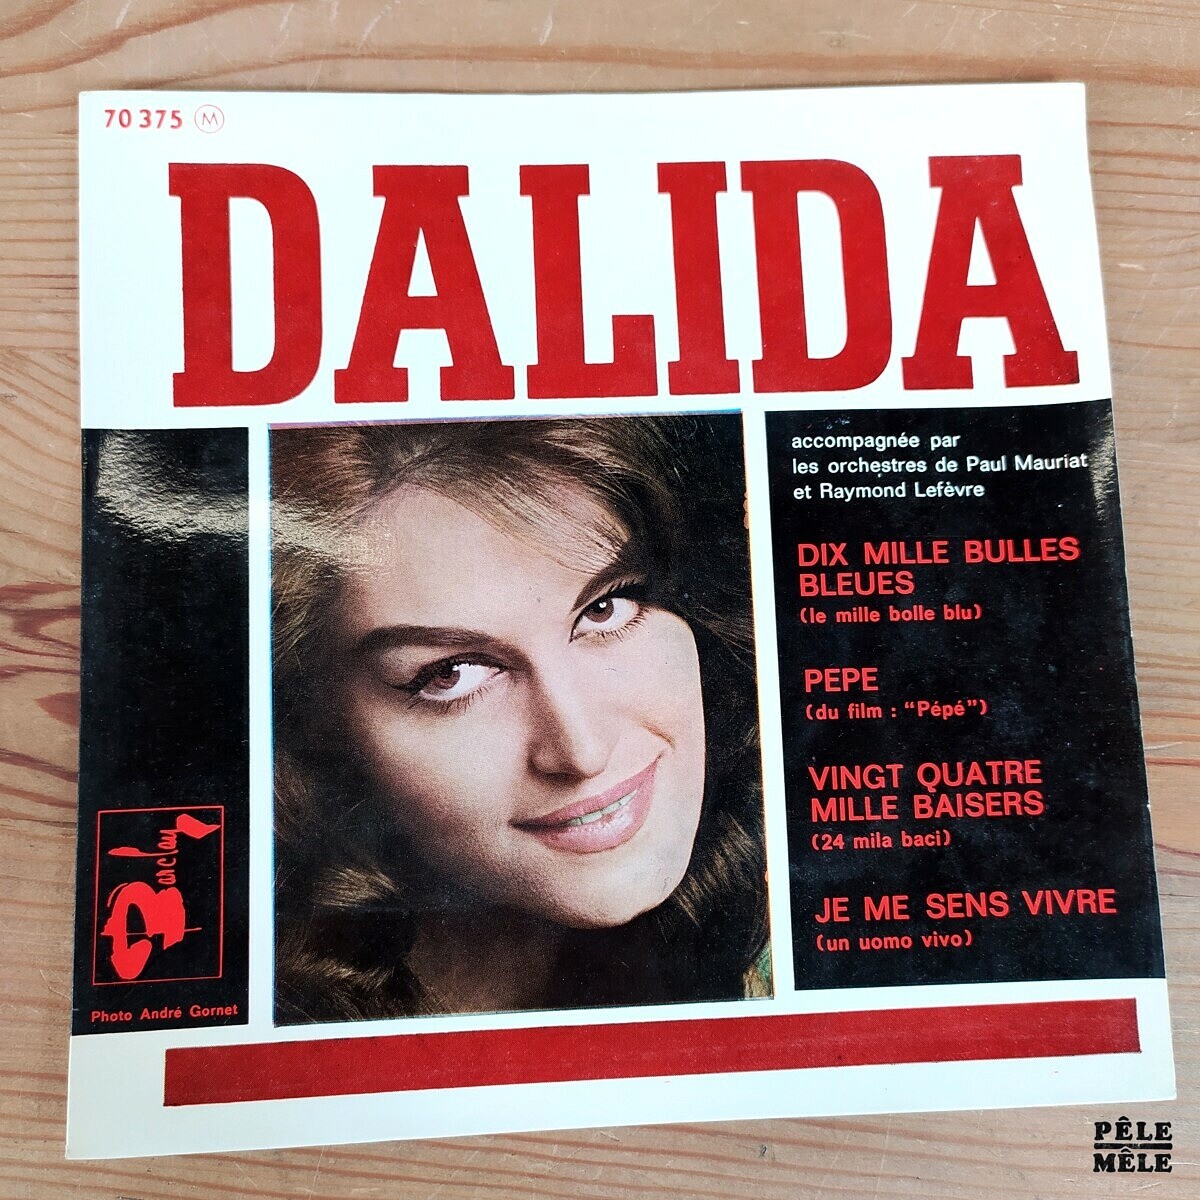 70 375 M
DALIDA
accompagnée par
les orchestres de Paul Mauriat
et Raymond Lefèvre
DIX MILLE BULLES
BLEUES
(le mille bolle blu)
PEPE
(du film : “Pépé”)
VINGT QUATRE
MILLE BAISERS
(24 mila baci)
JE ME SENS VIVRE
(un uomo vivo)
Barclay
Photo André Gornet
PÊLE
MÊLE